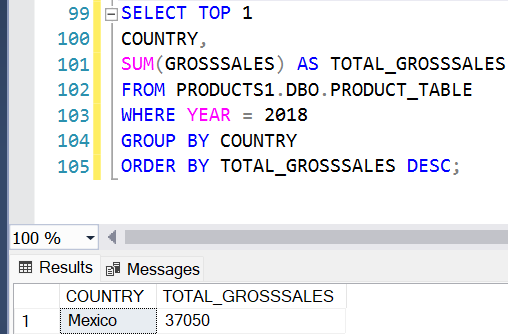 99 SELECT TOP 1
100 COUNTRY,
101 SUM(GROSSSALES) AS TOTAL_GROSSSALES
102 FROM PRODUCTS1.DBO.PRODUCT_TABLE
103 WHERE YEAR = 2018
104 GROUP BY COUNTRY
105 ORDER BY TOTAL_GROSSSALES DESC;
100 %
Results Messages
COUNTRY TOTAL_GROSSSALES
1 Mexico 37050